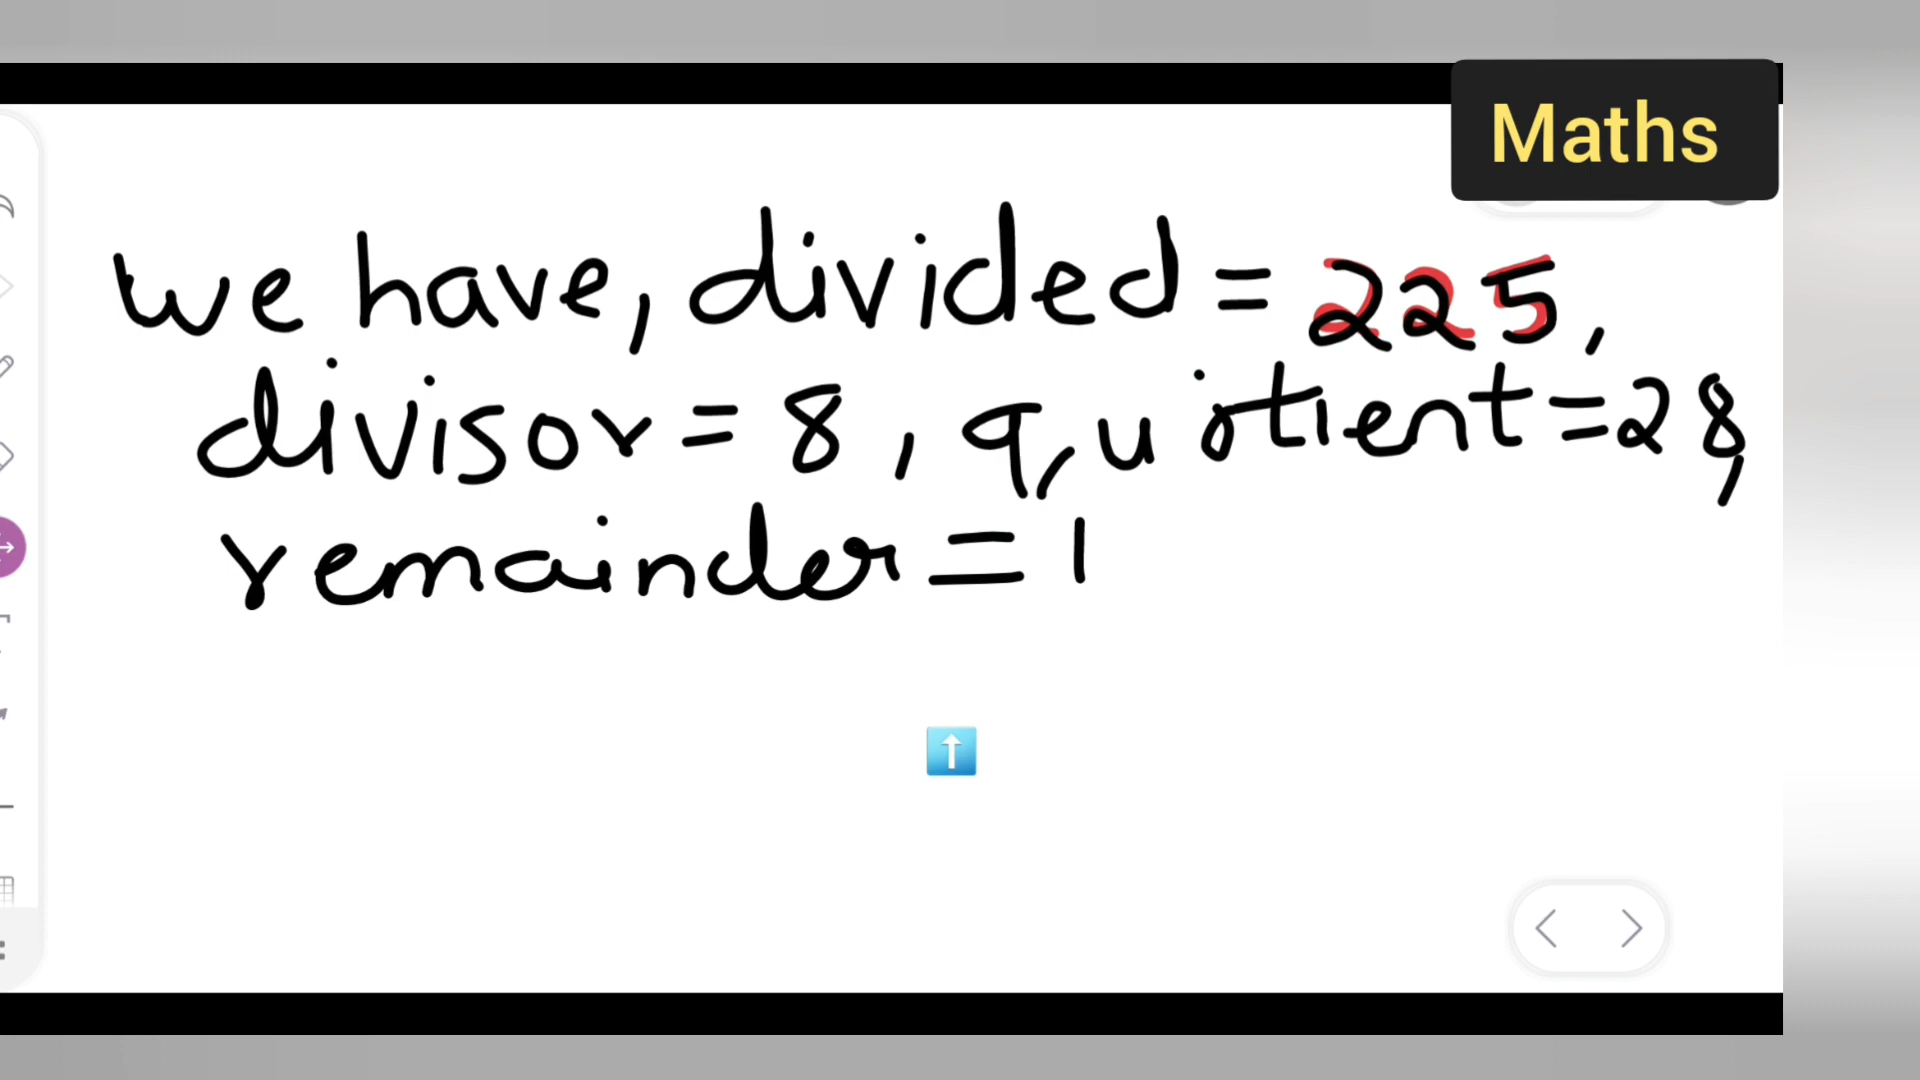 Maths
we have, divided = 225,
divisor = 8, quotient = 28,
remainder = 1